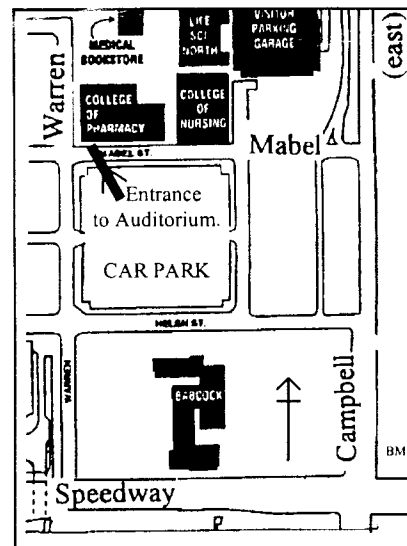 MEDICAL
BOOKSTORE
LIFE
SCI
NORTH
VISITOR
PARKING
GARAGE
(east)
Warren
COLLEGE
OF
PHARMACY
COLLEGE
OF
NURSING
MABEL ST.
Mabel
Entrance
to Auditorium.
CAR PARK
HELEN ST.
WARREN
BABCOCK
Campbell
BM
Speedway